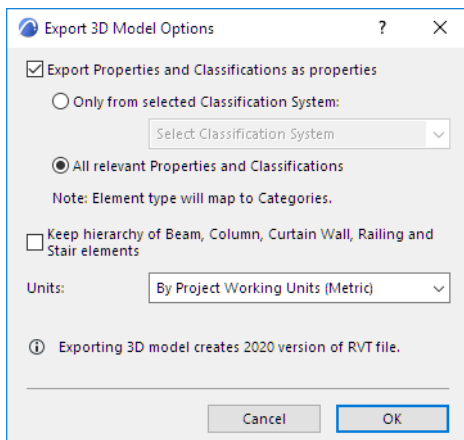 Export 3D Model Options
Export Properties and Classifications as properties
Only from selected Classification System:
Select Classification System
All relevant Properties and Classifications
Note: Element type will map to Categories.
Keep hierarchy of Beam, Column, Curtain Wall, Railing and
Stair elements
Units:
By Project Working Units (Metric)
Exporting 3D model creates 2020 version of RVT file.
Cancel
OK